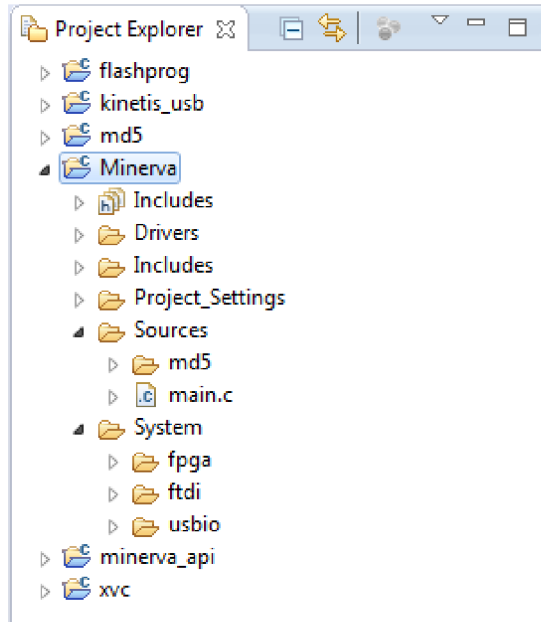 Project Explorer
flashprog
kinetis_usb
md5
Minerva
Includes
Drivers
Includes
Project_Settings
Sources
md5
main.c
System
fpga
ftdi
usbio
minerva_api
xvc